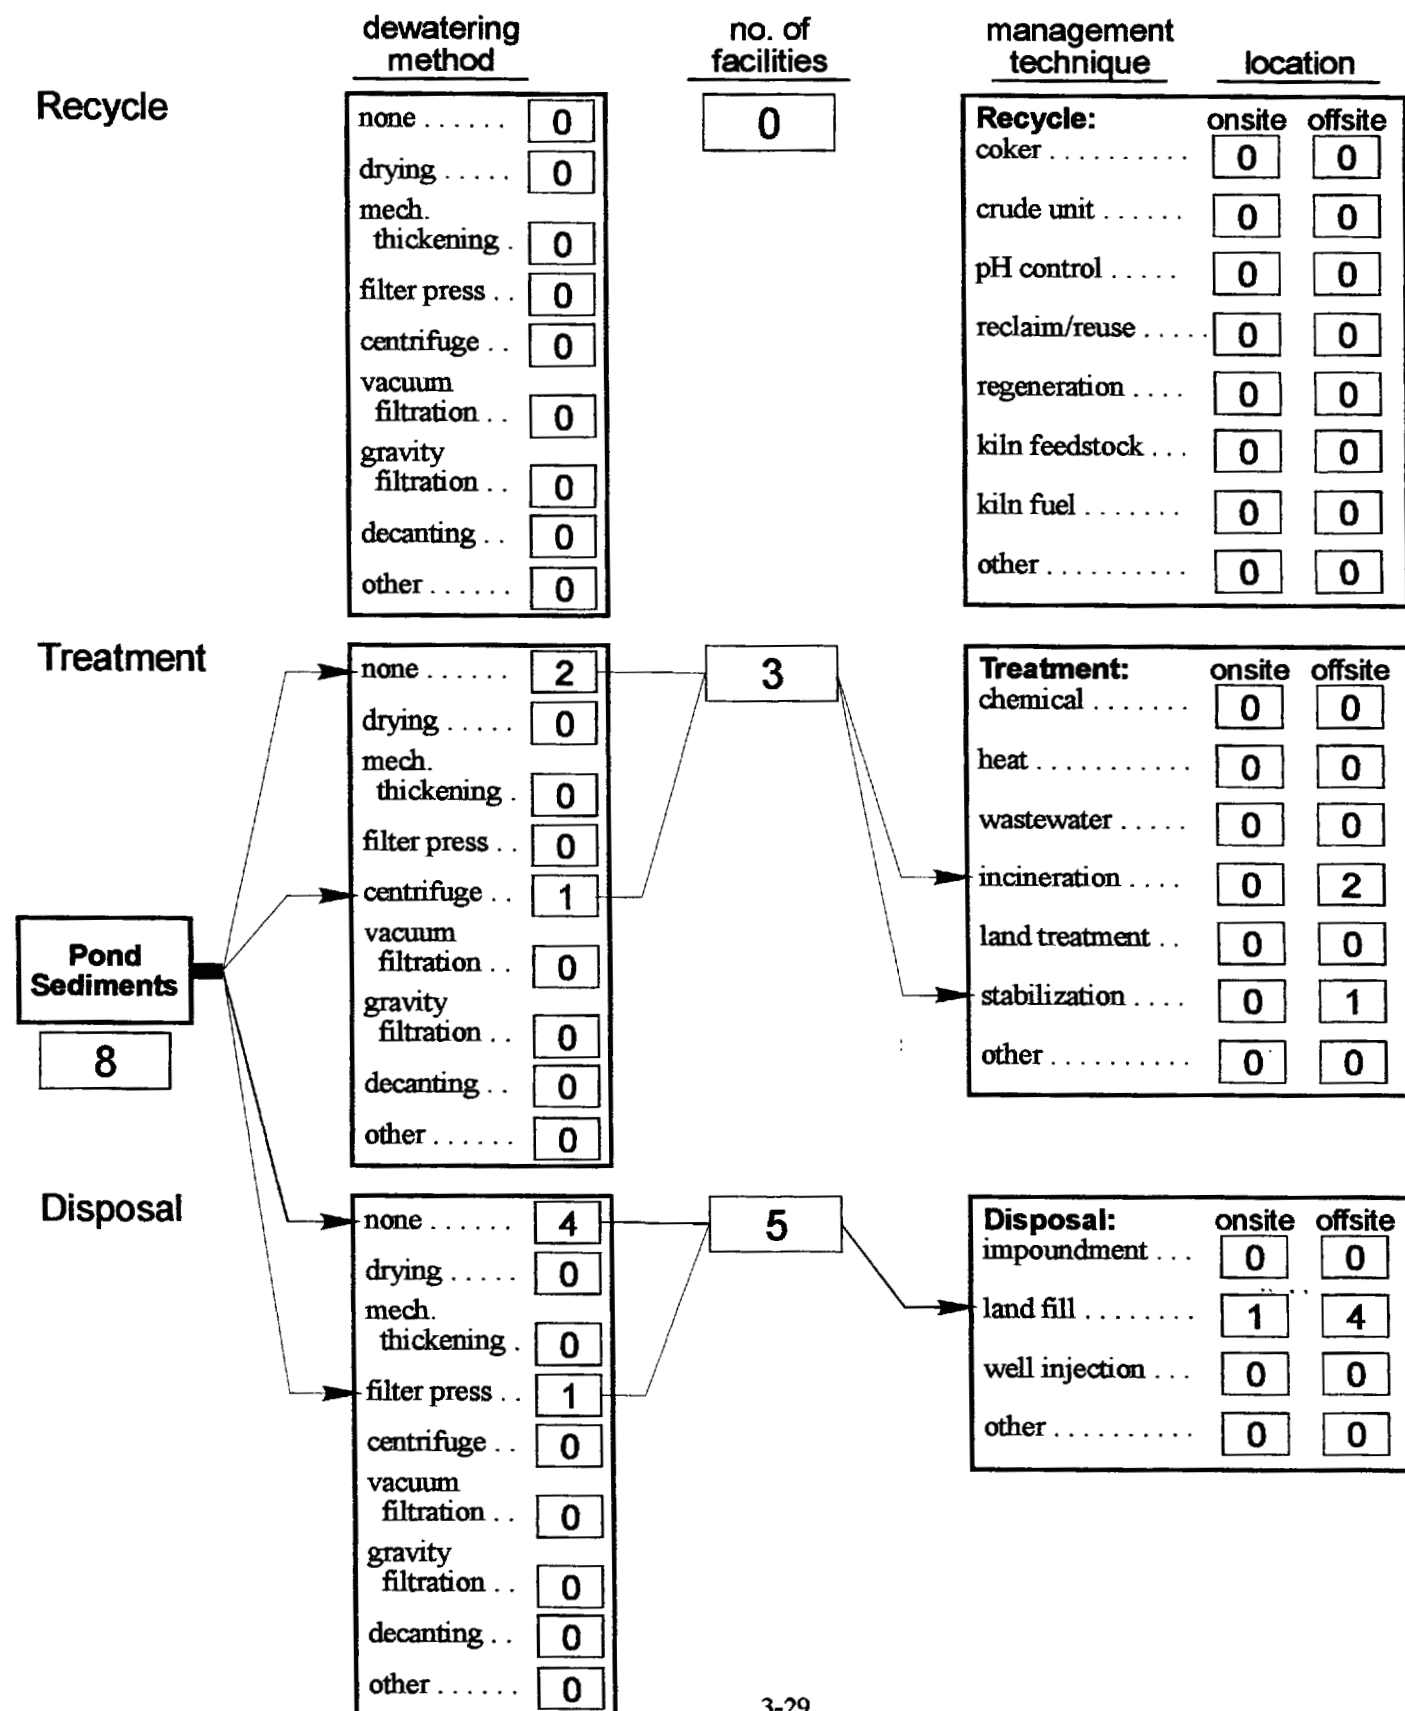 dewatering method
no. of facilities
management technique
location
Recycle
none ...... 0
drying ..... 0
mech.
thickening . 0
filter press .. 0
centrifuge .. 0
vacuum
filtration .. 0
gravity
filtration .. 0
decanting .. 0
other ...... 0
0
Recycle: onsite offsite
coker .......... 0 0
crude unit ...... 0 0
pH control ..... 0 0
reclaim/reuse ..... 0 0
regeneration .... 0 0
kiln feedstock ... 0 0
kiln fuel ....... 0 0
other .......... 0 0
Treatment
none ...... 2
drying ..... 0
mech.
thickening . 0
filter press .. 0
centrifuge .. 1
vacuum
filtration .. 0
gravity
filtration .. 0
decanting .. 0
other ...... 0
3
Treatment: onsite offsite
chemical ....... 0 0
heat ........... 0 0
wastewater ..... 0 0
incineration .... 0 2
land treatment .. 0 0
stabilization .... 0 1
other .......... 0 0
Pond
Sediments
8
Disposal
none ...... 4
drying ..... 0
mech.
thickening . 0
filter press .. 1
centrifuge .. 0
vacuum
filtration .. 0
gravity
filtration .. 0
decanting .. 0
other ...... 0
5
Disposal: onsite offsite
impoundment ... 0 0
land fill ........ 1 4
well injection ... 0 0
other .......... 0 0
3-29